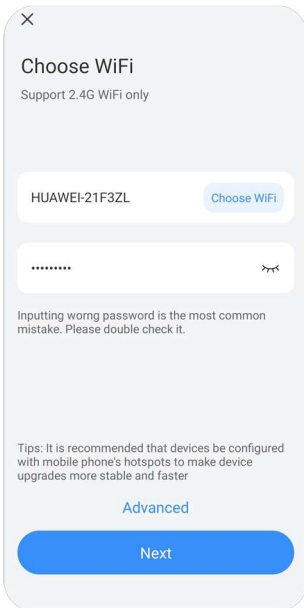 Choose WiFi
Support 2.4G WiFi only
HUAWEI-21F3ZL
Choose WiFi
•••••••••
Inputting worng password is the most common
mistake. Please double check it.
Tips: It is recommended that devices be configured
with mobile phone's hotspots to make device
upgrades more stable and faster
Advanced
Next